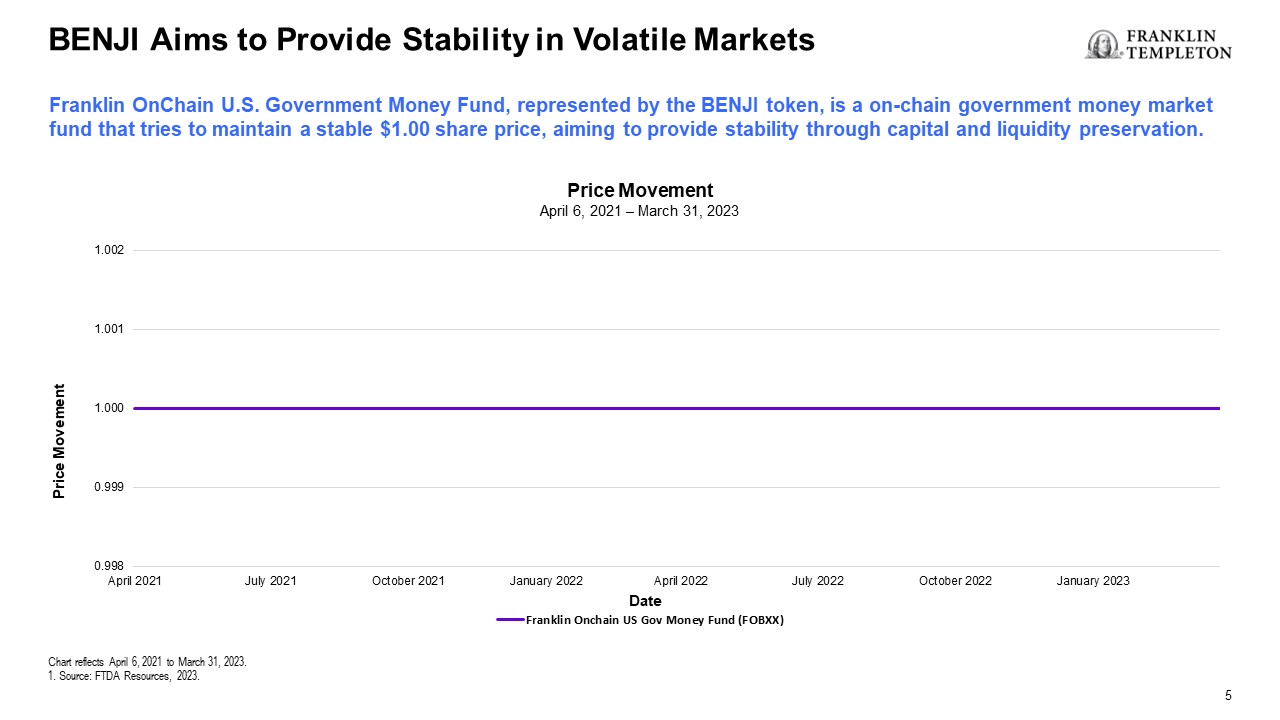 BENJI Aims to Provide Stability in Volatile Markets
FRANKLIN
TEMPLETON
Franklin OnChain U.S. Government Money Fund, represented by the BENJI token, is a on-chain government money market
fund that tries to maintain a stable $1.00 share price, aiming to provide stability through capital and liquidity preservation.
Price Movement
April 6, 2021 – March 31, 2023
1.002
1.001
1.000
0.999
0.998
Price Movement
April 2021 July 2021 October 2021 January 2022 April 2022 July 2022 October 2022 January 2023
Date
Franklin Onchain US Gov Money Fund (FOBXX)
Chart reflects April 6, 2021 to March 31, 2023.
1. Source: FTDA Resources, 2023.
5